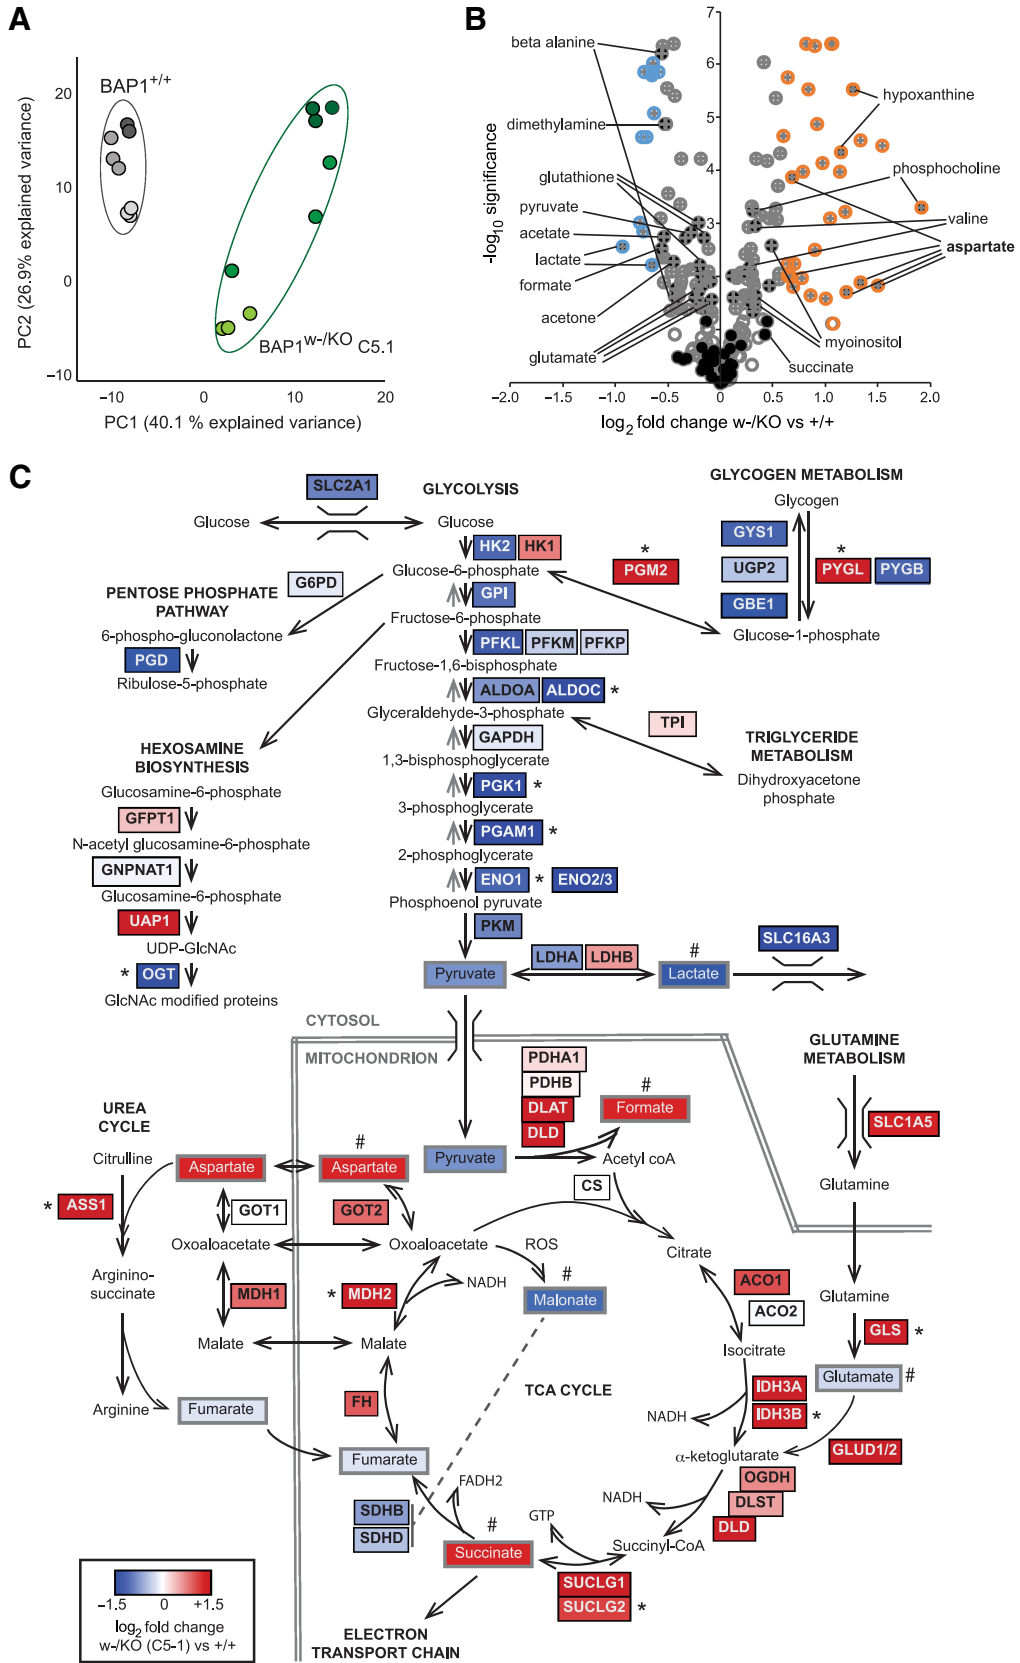 A
BAP1+/+
20
10
0
−10
PC2 (26.9% explained variance)
BAP1w-/KO C5.1
−10
0
10
20
PC1 (40.1 % explained variance)
B
7
6
5
4
3
2
-log10 significance
beta alanine
dimethylamine
glutathione
pyruvate
acetate
lactate
formate
acetone
glutamate
hypoxanthine
phosphocholine
valine
aspartate
myoinositol
succinate
−2.0
−1.5
−1.0
−0.5
0
0.5
1.0
1.5
2.0
log2 fold change w-/KO vs +/+
C
SLC2A1
GLYCOLYSIS
GLYCOGEN METABOLISM
Glucose
Glucose
Glycogen
HK2 HK1
GYS1
UGP2
GBE1
*
PYGL PYGB
*
PGM2
Glucose-6-phosphate
Glucose-1-phosphate
G6PD
GPI
PENTOSE PHOSPHATE
PATHWAY
Fructose-6-phosphate
6-phospho-gluconolactone
PFKL PFKM PFKP
PGD
Fructose-1,6-bisphosphate
Ribulose-5-phosphate
ALDOA ALDOC *
Glyceraldehyde-3-phosphate
TPI
GAPDH
TRIGLYCERIDE
METABOLISM
HEXOSAMINE
BIOSYNTHESIS
1,3-bisphosphoglycerate
Dihydroxyacetone
phosphate
Glucosamine-6-phosphate
PGK1 *
3-phosphoglycerate
GFPT1
PGAM1 *
N-acetyl glucosamine-6-phosphate
2-phosphoglycerate
GNPNAT1
ENO1 * ENO2/3
Glucosamine-6-phosphate
Phosphoenol pyruvate
UAP1
PKM
UDP-GlcNAc
* OGT
GlcNAc modified proteins
Pyruvate
LDHA LDHB
#
Lactate
SLC16A3
CYTOSOL
MITOCHONDRION
GLUTAMINE
METABOLISM
PDHA1
PDHB
DLAT
DLD
#
Formate
SLC1A5
UREA
CYCLE
Citrulline
Aspartate
#
Aspartate
Pyruvate
Acetyl coA
Glutamine
* ASS1
GOT1
GOT2
CS
Oxoaloacetate
Oxoaloacetate
ROS
Citrate
Arginino-
succinate
MDH1
* MDH2
NADH
#
Malonate
ACO1
ACO2
Glutamine
GLS *
Malate
Malate
Isocitrate
Glutamate #
FH
TCA CYCLE
IDH3A
IDH3B *
NADH
Arginine
Fumarate
Fumarate
α-ketoglutarate
GLUD1/2
FADH2
OGDH
DLST
DLD
NADH
SDHB
SDHD
GTP
#
Succinate
Succinyl-CoA
SUCLG1
SUCLG2 *
ELECTRON
TRANSPORT CHAIN
−1.5
0
+1.5
log2 fold change
w-/KO (C5-1) vs +/+